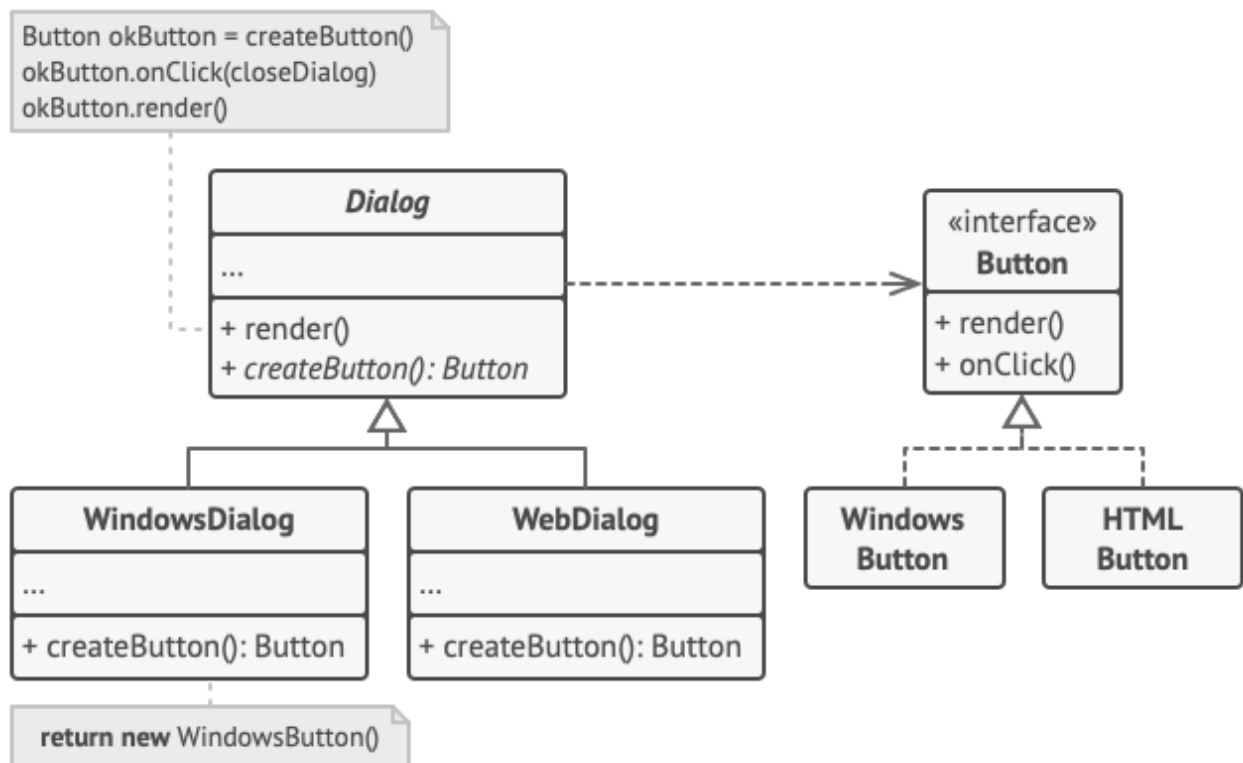 Button okButton = createButton()
okButton.onClick(closeDialog)
okButton.render()
Dialog
...
+ render()
+ createButton(): Button
«interface»
Button
+ render()
+ onClick()
WindowsDialog
...
+ createButton(): Button
WebDialog
...
+ createButton(): Button
Windows
Button
HTML
Button
return new WindowsButton()